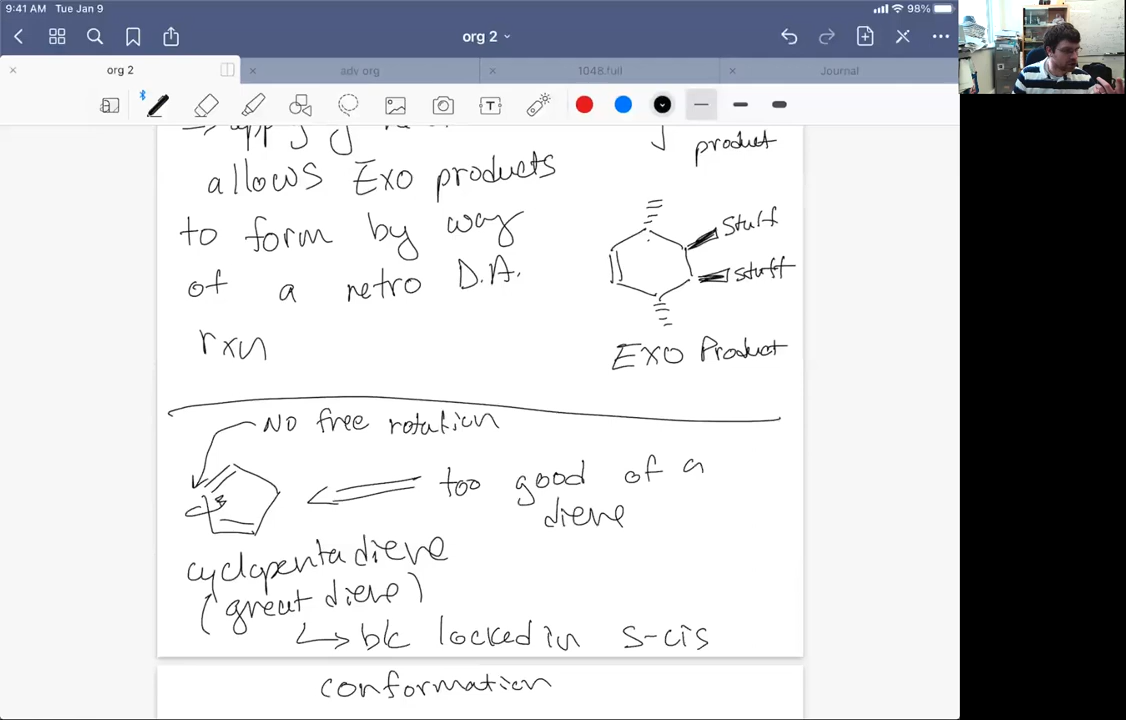 9:41 AM Tue Jan 9
98%
org 2
org 2
adv org
1048.full
Journal
T
product
allows Exo products
to form by way
of a retro D.A.
rxn
stuff
stuff
Exo Product
No free rotation
too good of a
diene
cyclopentadiene
(great diene)
↳ b/c locked in s-cis
conformation